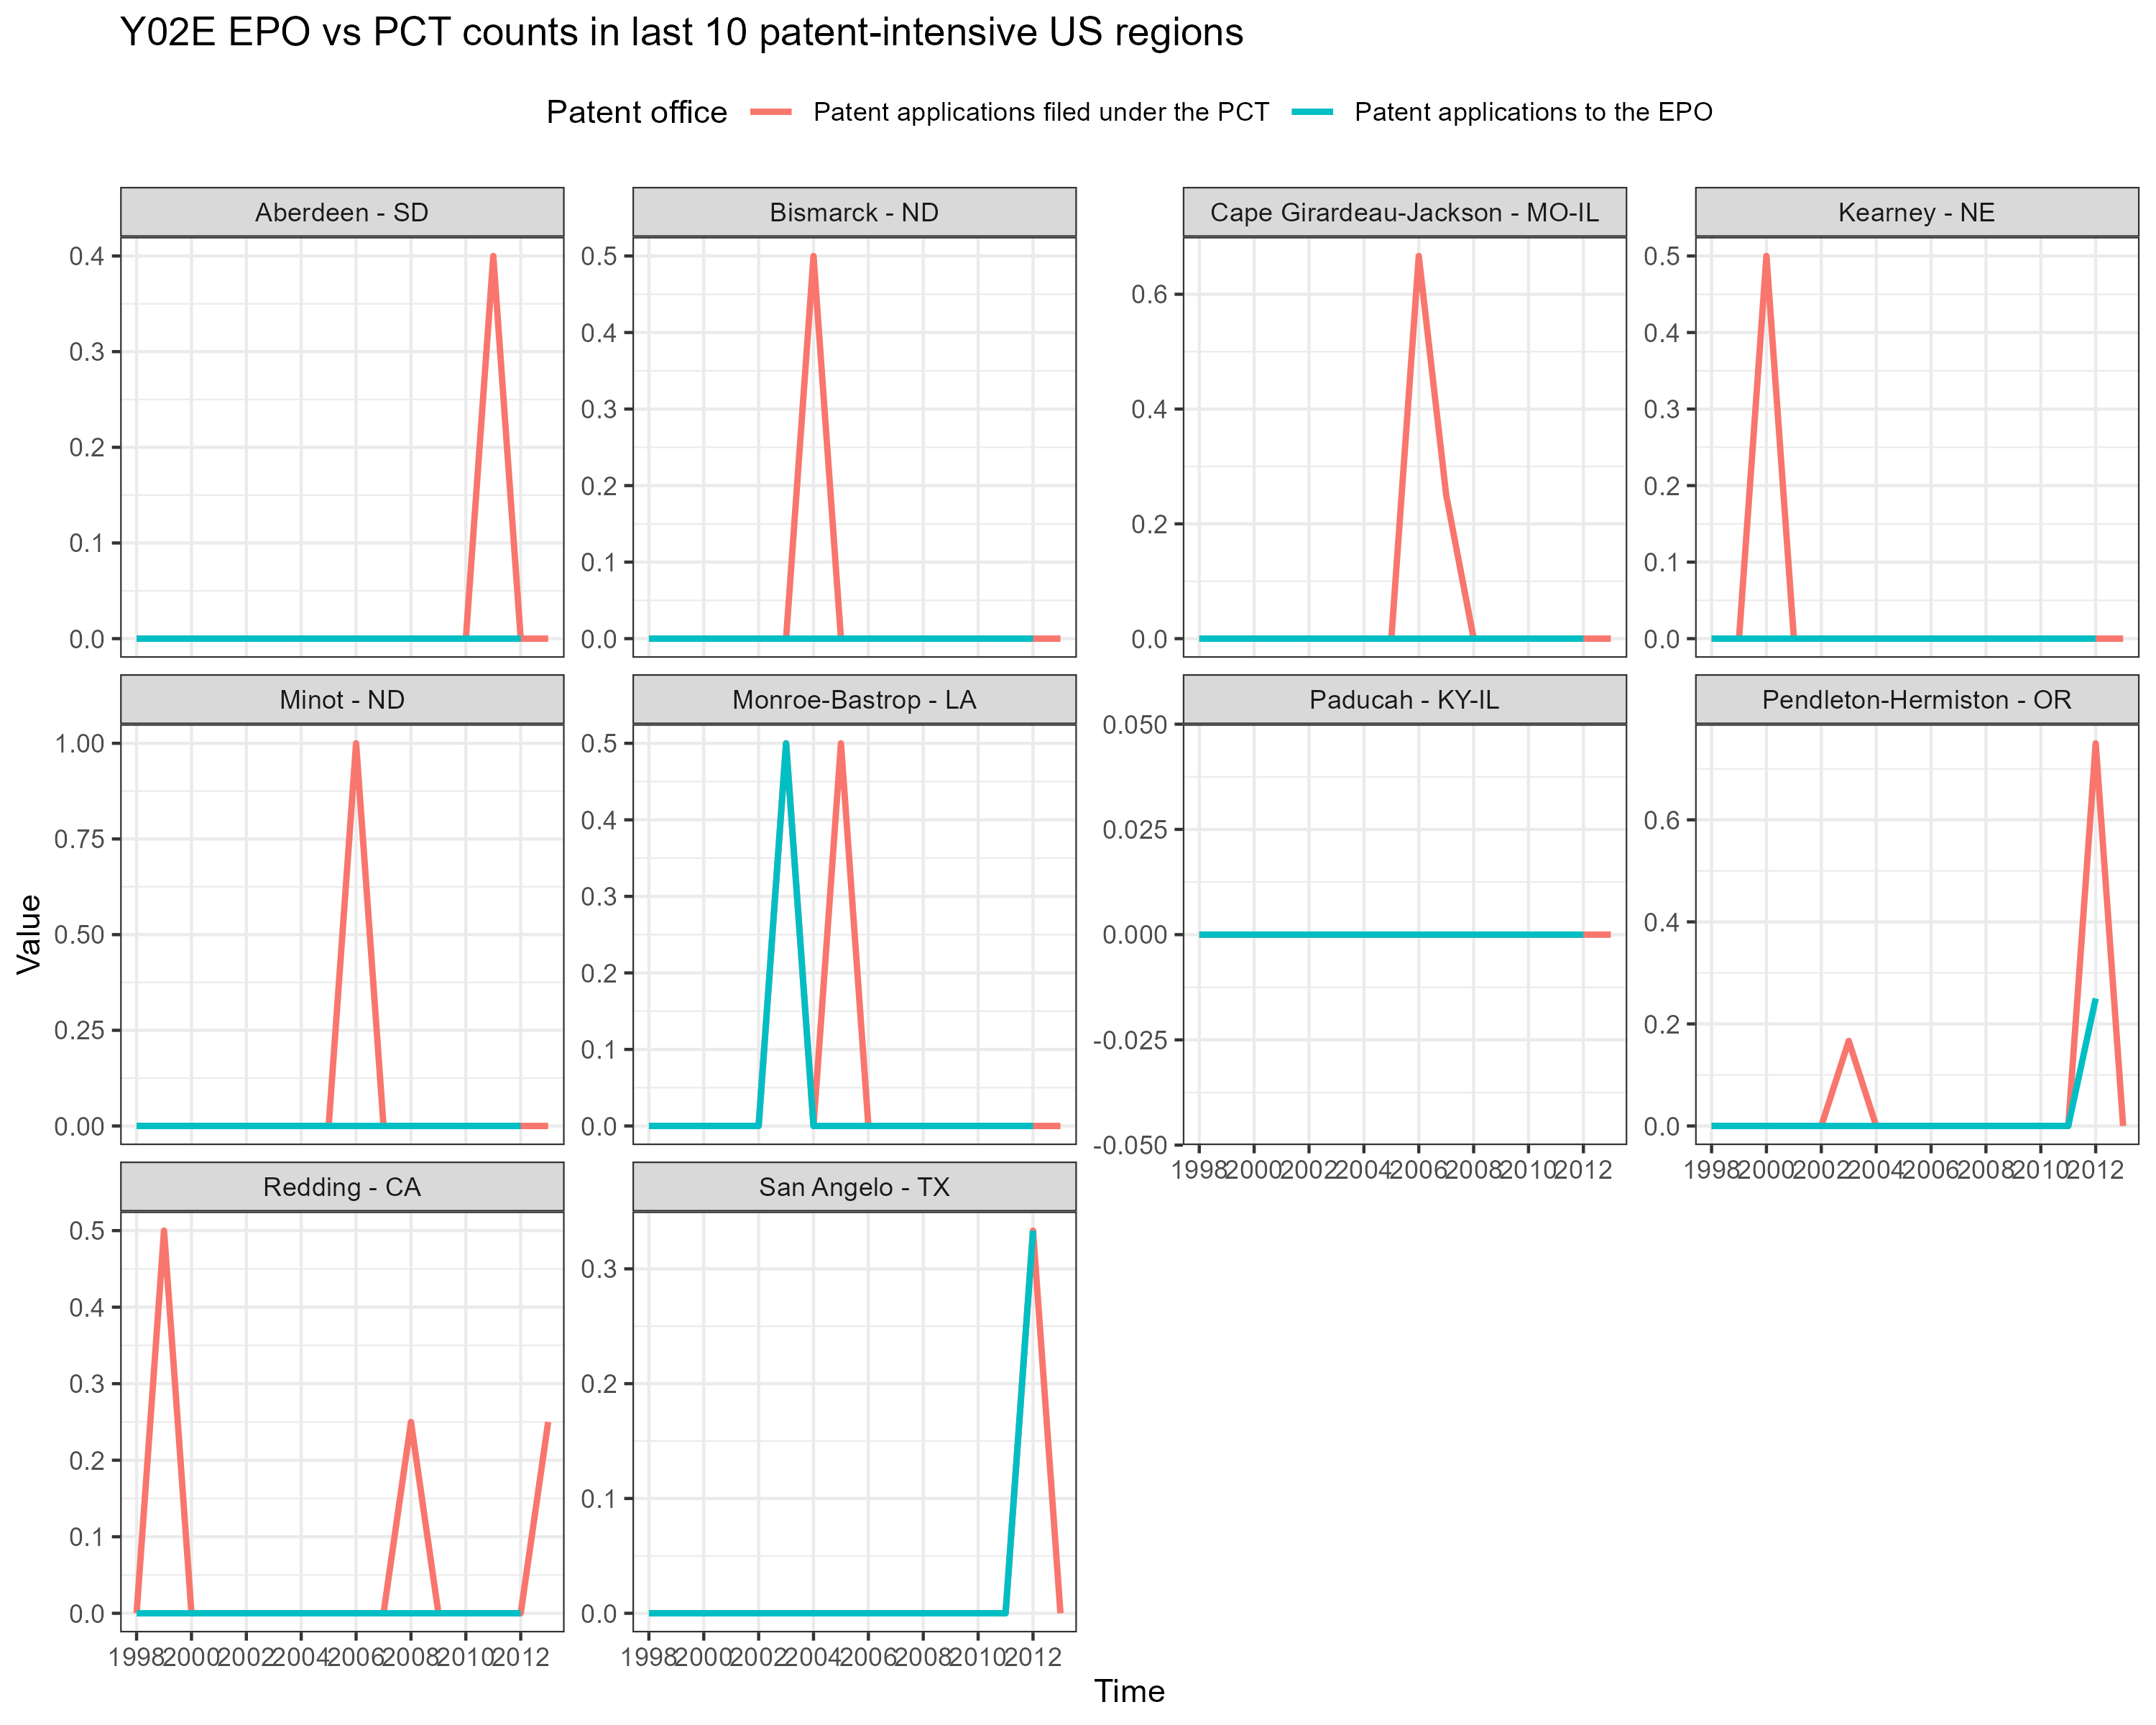 Y02E EPO vs PCT counts in last 10 patent-intensive US regions
Patent office
Patent applications filed under the PCT
Patent applications to the EPO
Aberdeen - SD
0.4
0.3
0.2
0.1
0.0
Bismarck - ND
0.5
0.4
0.3
0.2
0.1
0.0
Cape Girardeau-Jackson - MO-IL
0.6
0.4
0.2
0.0
Kearney - NE
0.5
0.4
0.3
0.2
0.1
0.0
Minot - ND
1.00
0.75
0.50
0.25
0.00
Monroe-Bastrop - LA
0.5
0.4
0.3
0.2
0.1
0.0
Paducah - KY-IL
0.050
0.025
0.000
-0.025
-0.050
1998 2000 2002 2004 2006 2008 2010 2012
Pendleton-Hermiston - OR
0.6
0.4
0.2
0.0
1998 2000 2002 2004 2006 2008 2010 2012
Redding - CA
0.5
0.4
0.3
0.2
0.1
0.0
1998 2000 2002 2004 2006 2008 2010 2012
San Angelo - TX
0.3
0.2
0.1
0.0
1998 2000 2002 2004 2006 2008 2010 2012
Value
Time